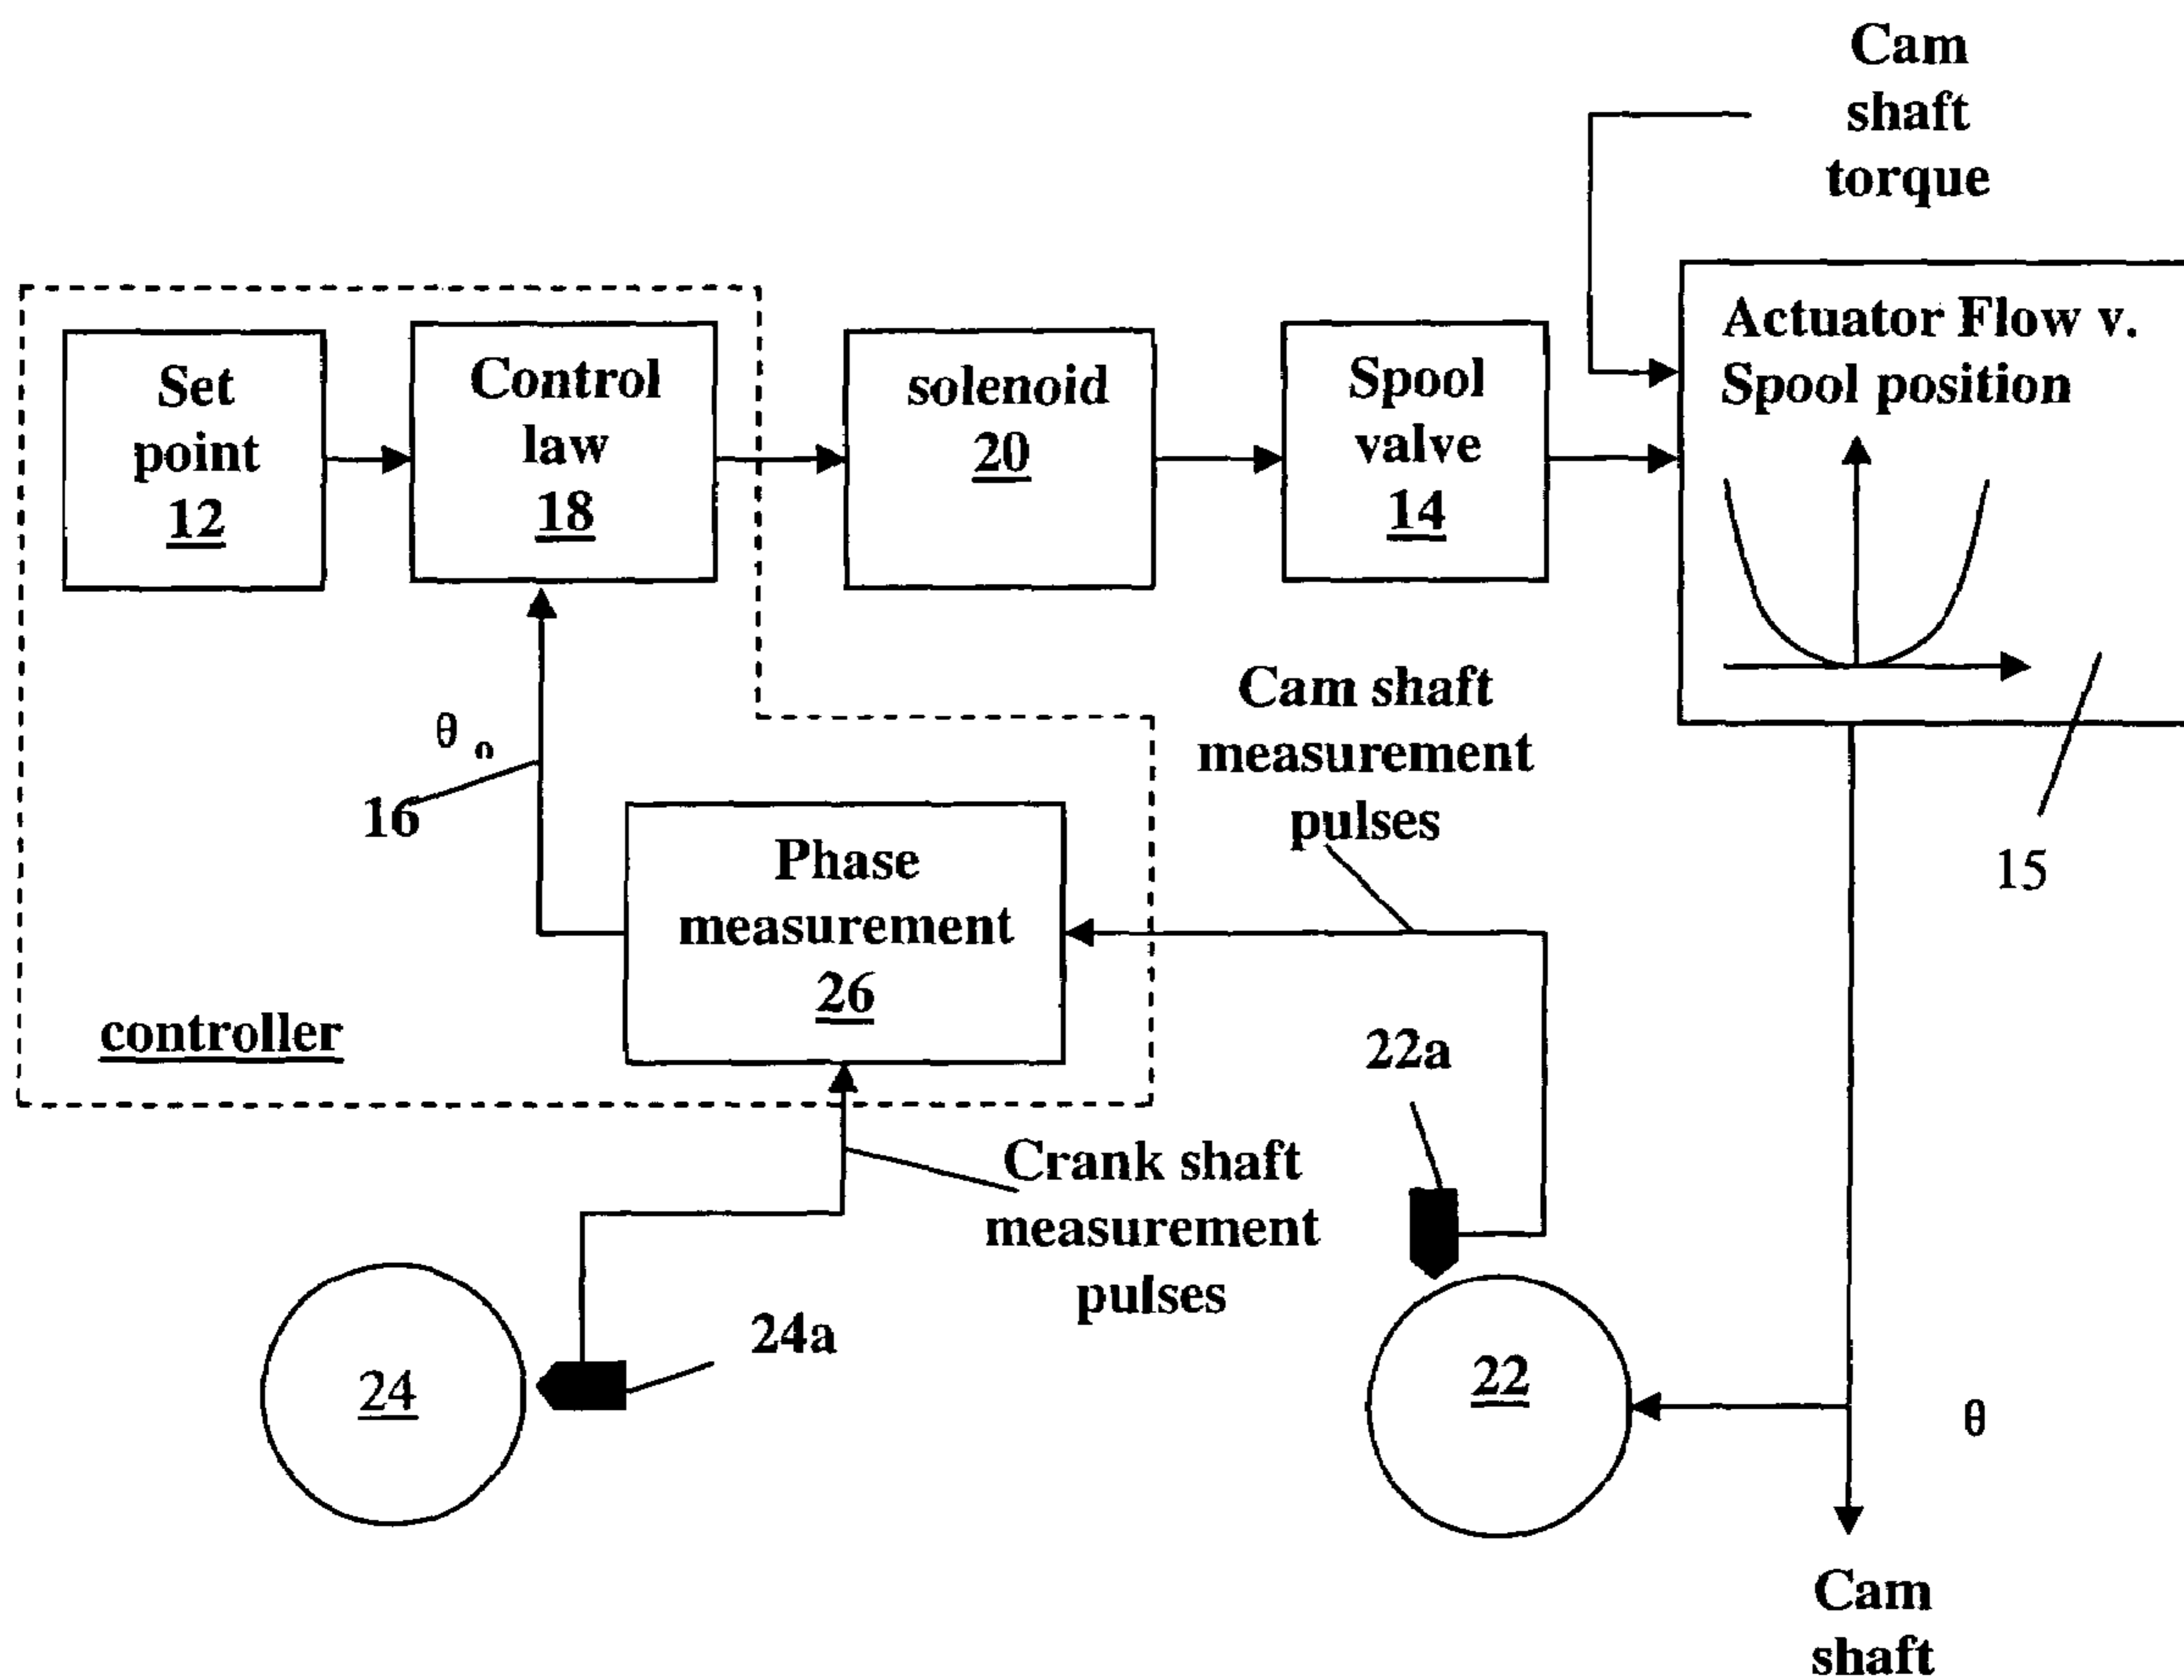 Cam
shaft
torque
Set
point
12
Control
law
18
solenoid
20
Spool
valve
14
Actuator Flow v.
Spool position
θ o
16
Cam shaft
measurement
pulses
15
Phase
measurement
26
controller
22a
Crank shaft
measurement
pulses
24a
24
22
θ
Cam
shaft